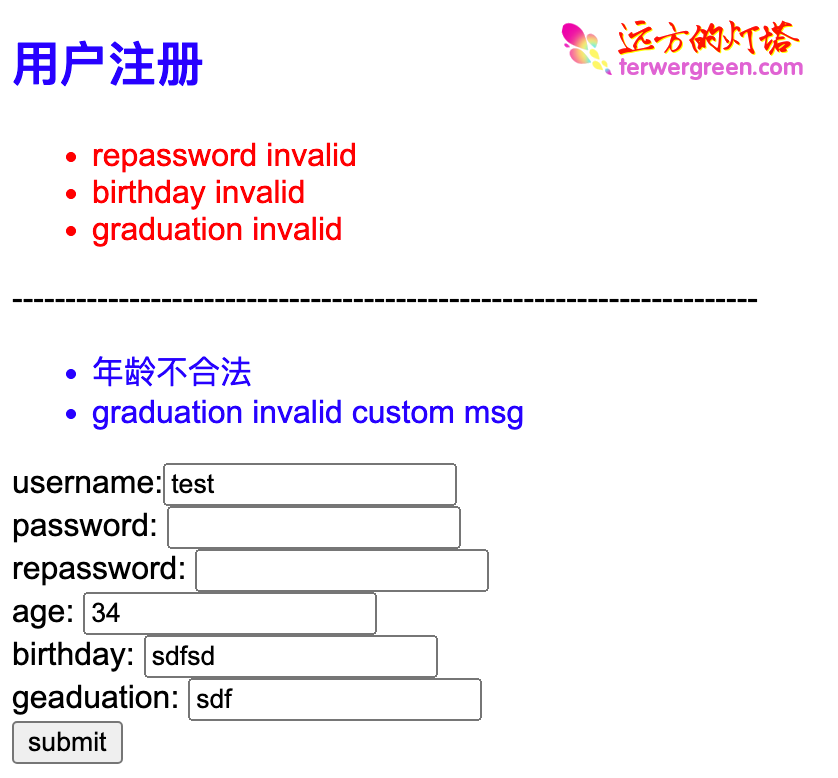 用户注册
远方的灯塔
terwergreen.com
repassword invalid
birthday invalid
graduation invalid
----------------------------------------------------------------------
年龄不合法
graduation invalid custom msg
username: test
password:
repassword:
age: 34
birthday: sdfsd
geaduation: sdf
submit